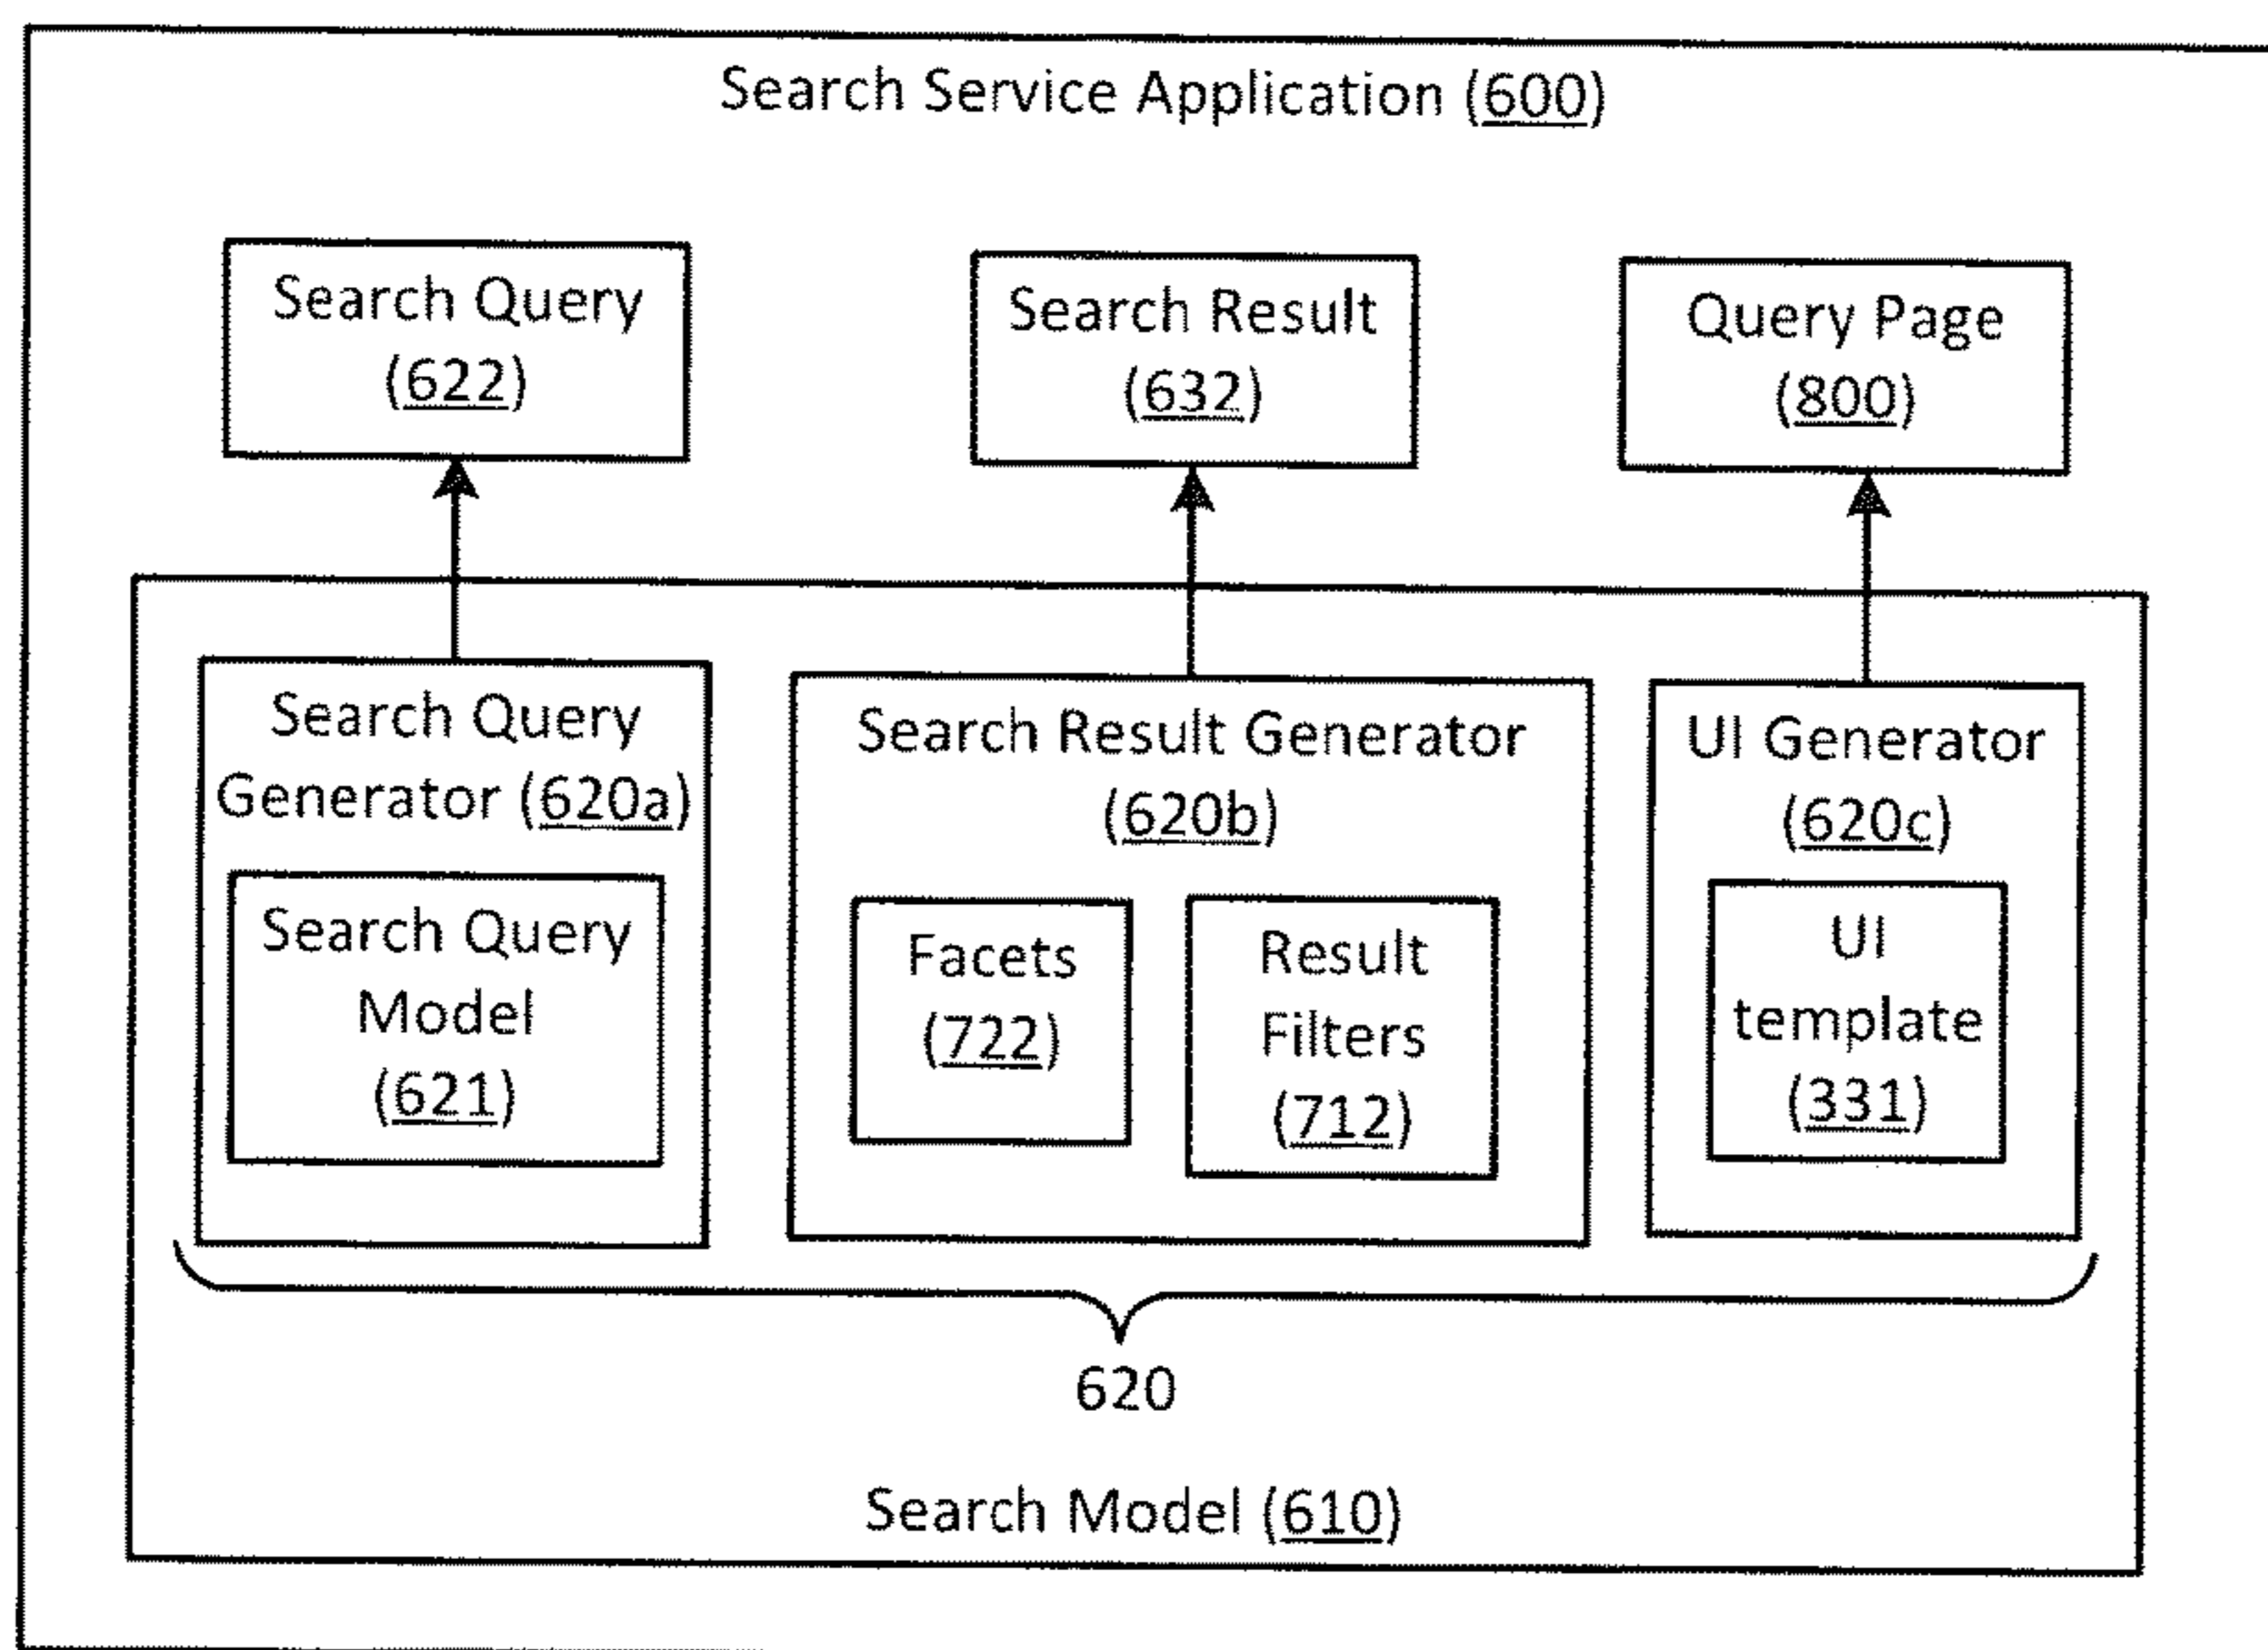 Search Service Application (600)
Search Query
(622)
Search Result
(632)
Query Page
(800)
Search Query
Generator (620a)
Search Query
Model
(621)
Search Result Generator
(620b)
Facets
(722)
Result
Filters
(712)
UI Generator
(620c)
UI
template
(331)
620
Search Model (610)